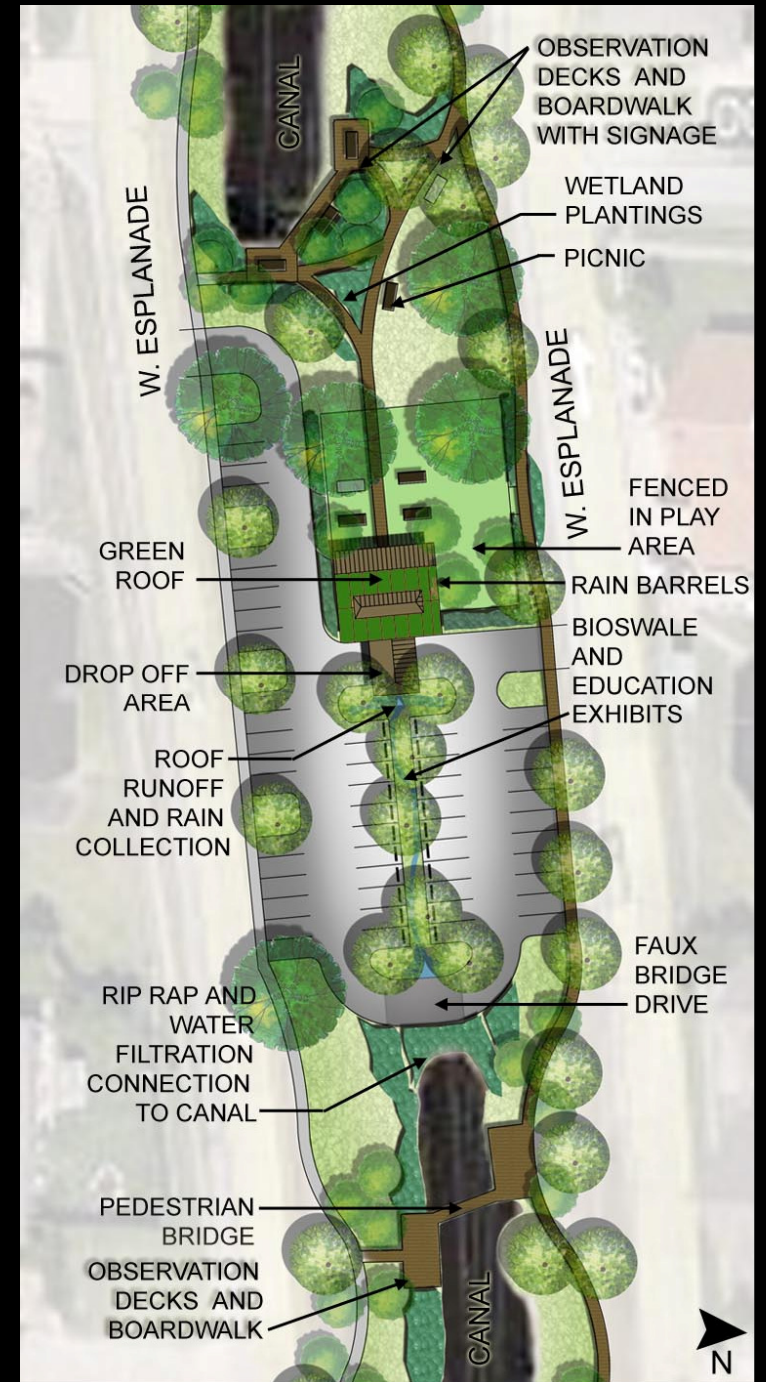 OBSERVATION
DECKS AND
BOARDWALK
WITH SIGNAGE
CANAL
WETLAND
PLANTINGS
PICNIC
W. ESPLANADE
W. ESPLANADE
FENCED
IN PLAY
AREA
GREEN
ROOF
RAIN BARRELS
BIOSWALE
AND
EDUCATION
EXHIBITS
DROP OFF
AREA
ROOF
RUNOFF
AND RAIN
COLLECTION
FAUX
BRIDGE
DRIVE
RIP RAP AND
WATER
FILTRATION
CONNECTION
TO CANAL
PEDESTRIAN
BRIDGE
OBSERVATION
DECKS AND
BOARDWALK
CANAL
N